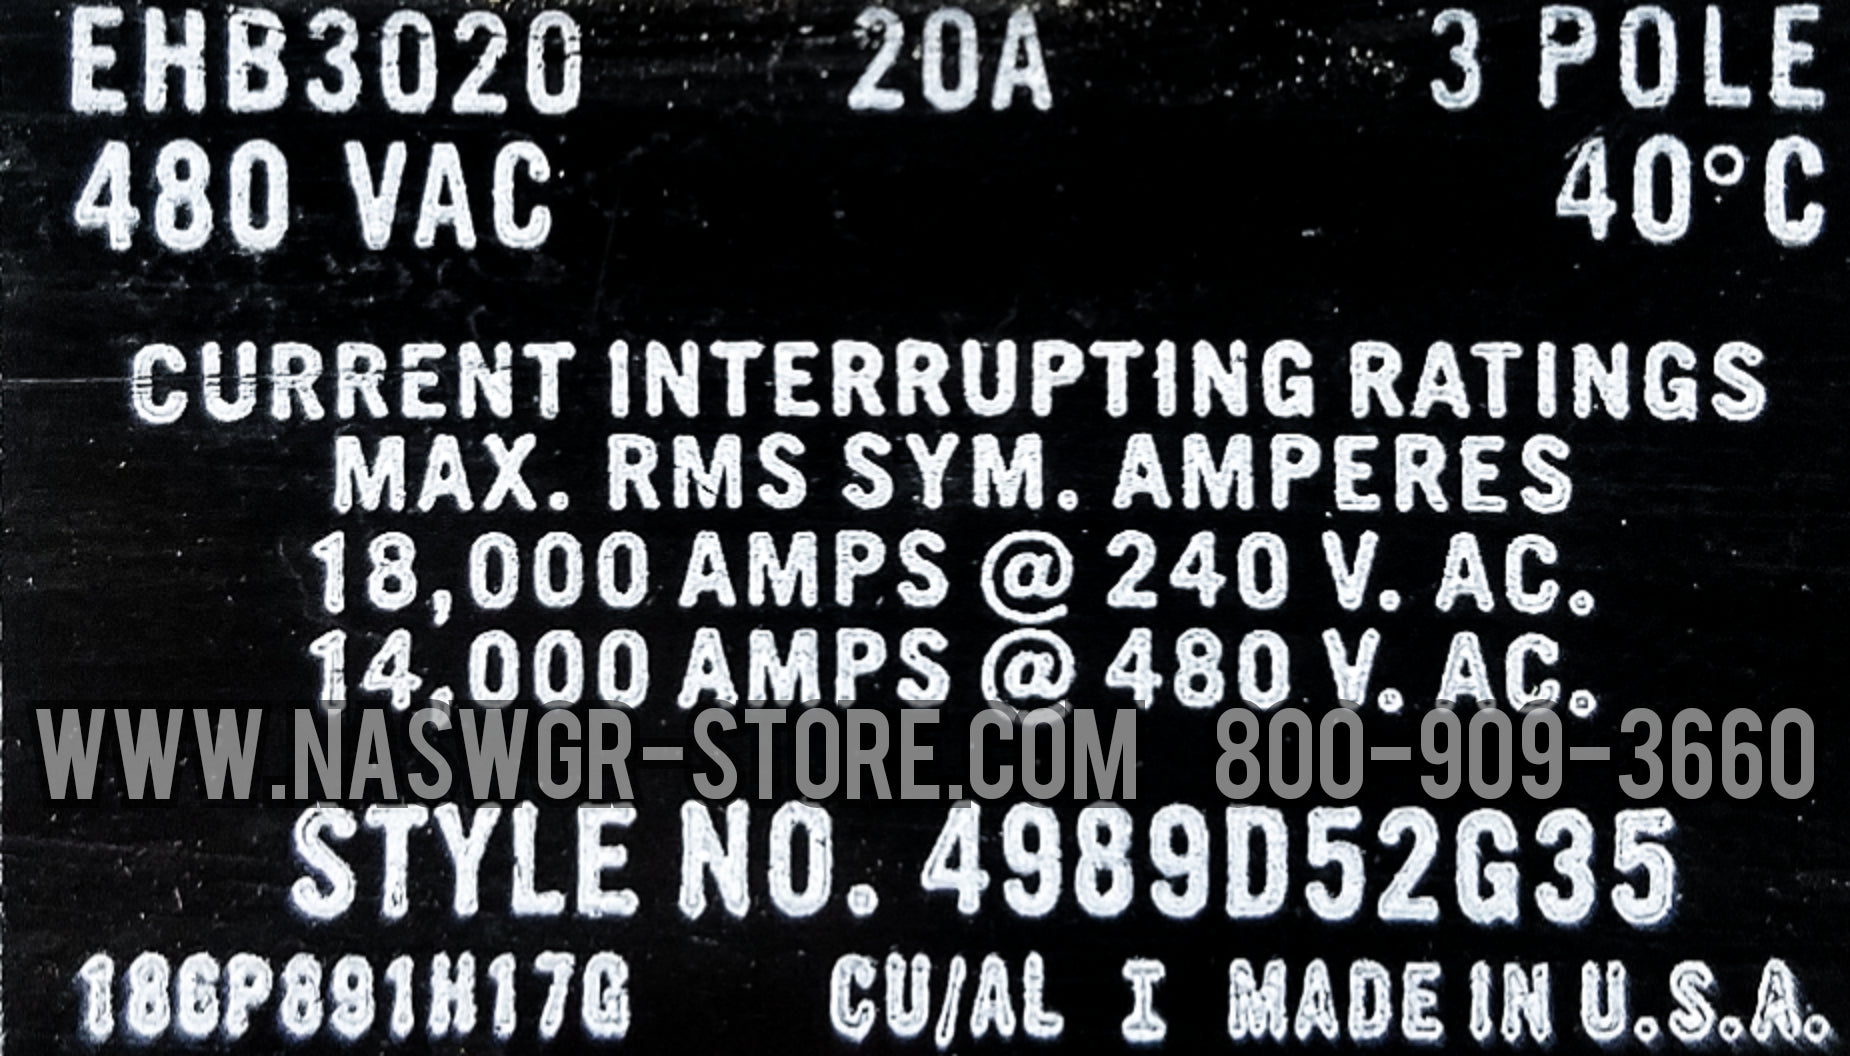 EHB3020 20A 3 POLE
480 VAC 40°C
CURRENT INTERRUPTING RATINGS
MAX. RMS SYM. AMPERES
18,000 AMPS @ 240 V. AC.
14,000 AMPS @ 480 V. AC.
WWW.NASWGR-STORE.COM 800-909-3660
STYLE NO. 4989D52G35
186P891H17G CU/AL I MADE IN U.S.A.